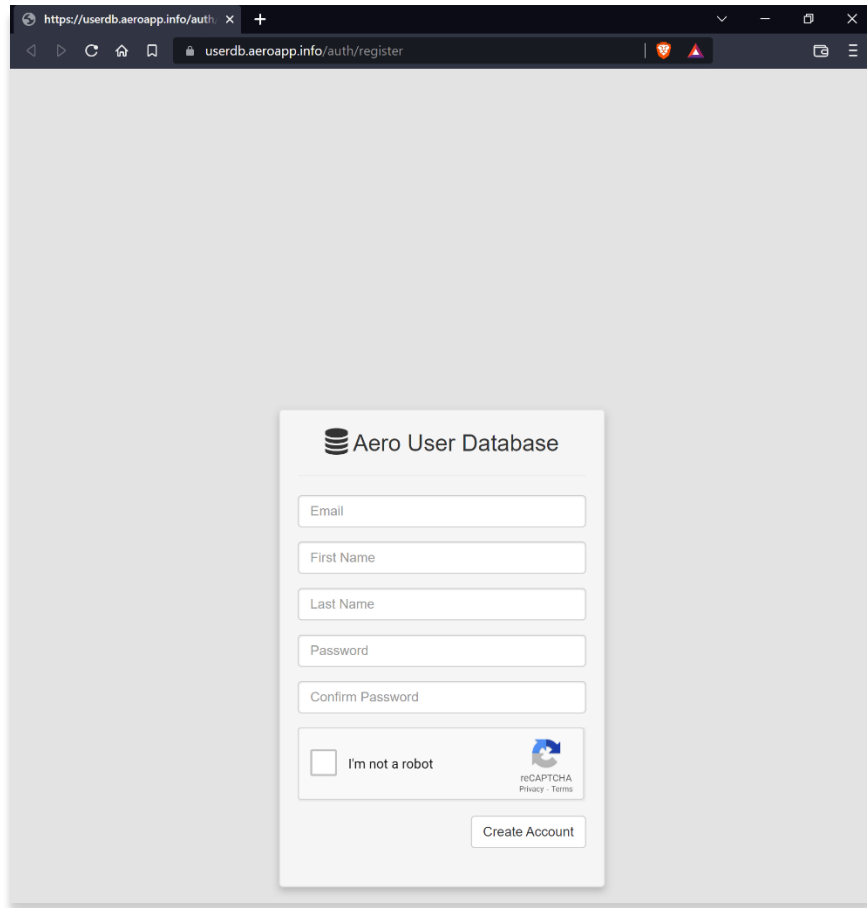 https://userdb.aeroapp.info/auth/
userdb.aeroapp.info/auth/register
Aero User Database
Email
First Name
Last Name
Password
Confirm Password
I'm not a robot
reCAPTCHA
Privacy - Terms
Create Account